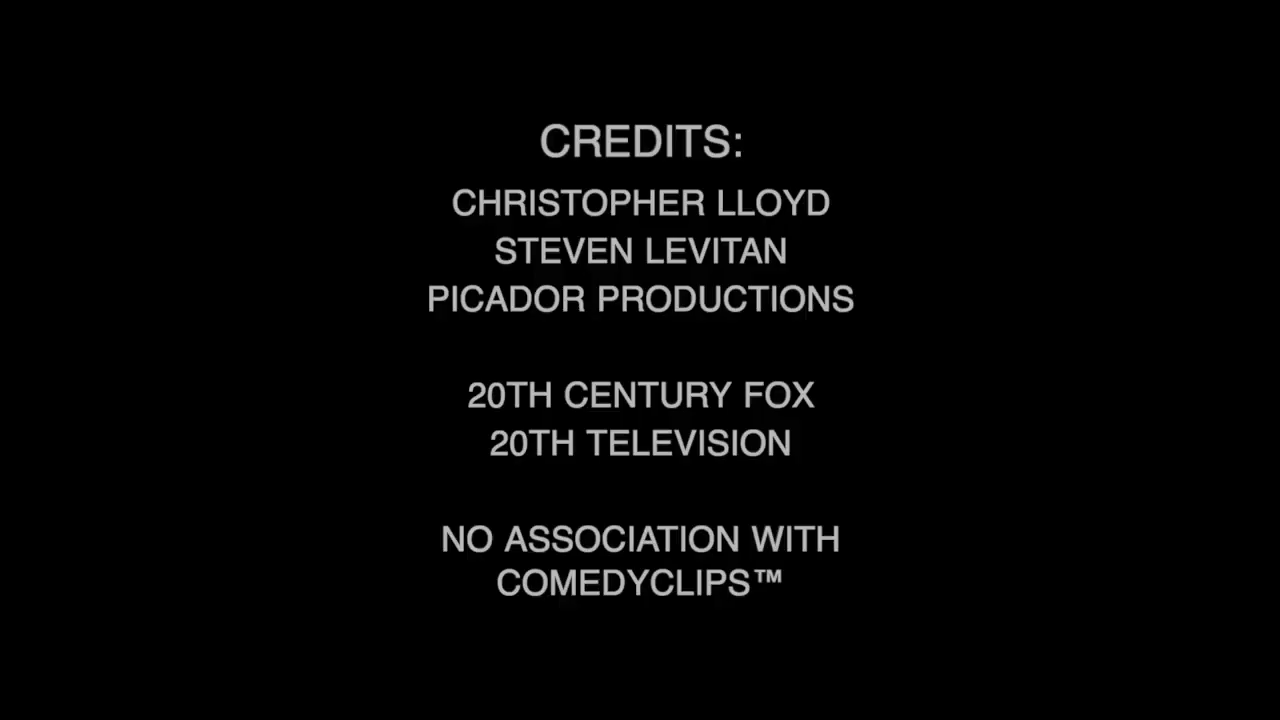 CREDITS:
CHRISTOPHER LLOYD
STEVEN LEVITAN
PICADOR PRODUCTIONS
20TH CENTURY FOX
20TH TELEVISION
NO ASSOCIATION WITH
COMEDYCLIPS™